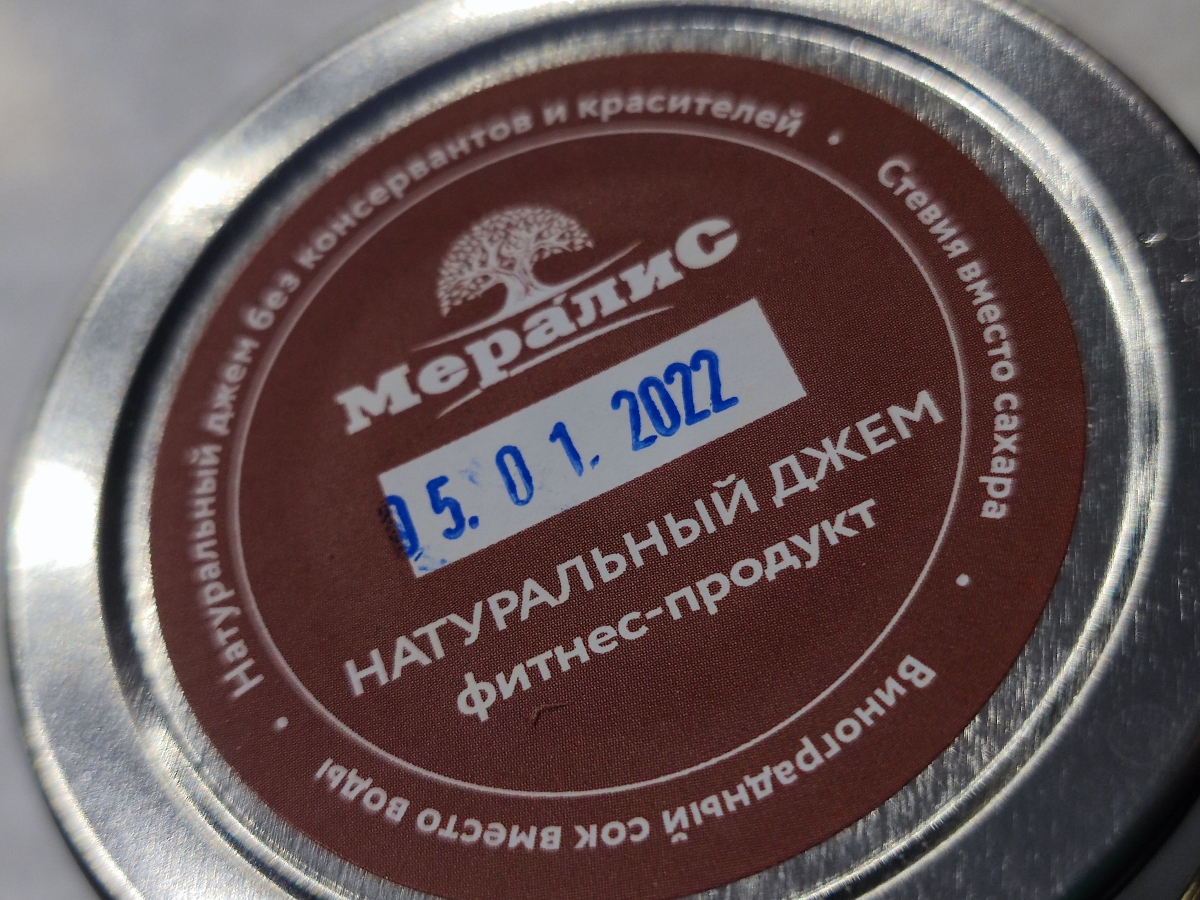 Натуральный джем без консервантов и красителей
Стевия вместо сахара
Виноградный сок вместо воды
Мералис
05. 01. 2022
НАТУРАЛЬНЫЙ ДЖЕМ
фитнес-продукт